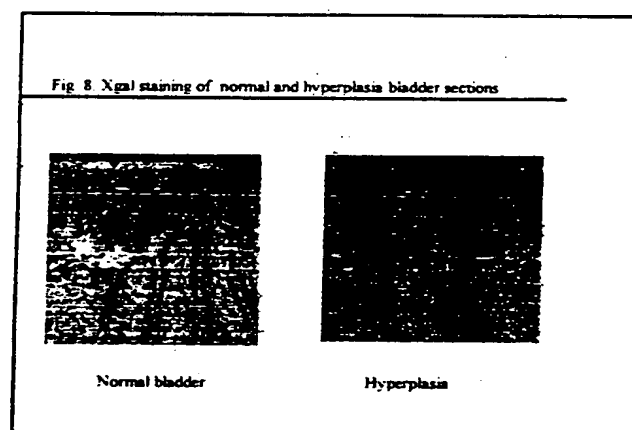 Fig. 8. Xgal staining of normal and hyperplasia bladder sections
Normal bladder
Hyperplasia